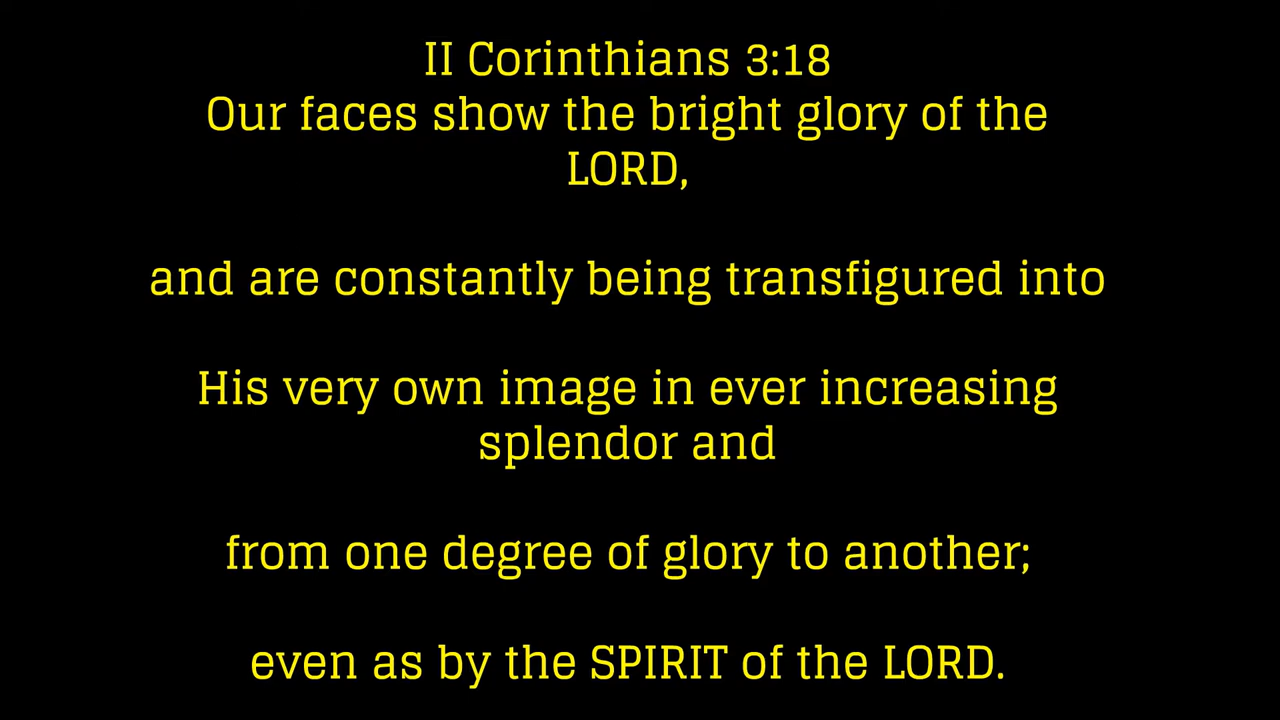 II Corinthians 3:18
Our faces show the bright glory of the
LORD,
and are constantly being transfigured into
His very own image in ever increasing
splendor and
from one degree of glory to another;
even as by the SPIRIT of the LORD.